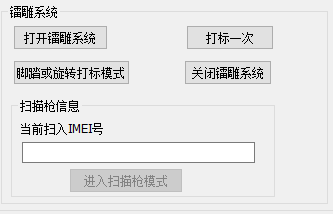 镭雕系统
打开镭雕系统 打标一次
脚踏或旋转打标模式 关闭镭雕系统
扫描枪信息
当前扫入IMEI号
进入扫描枪模式